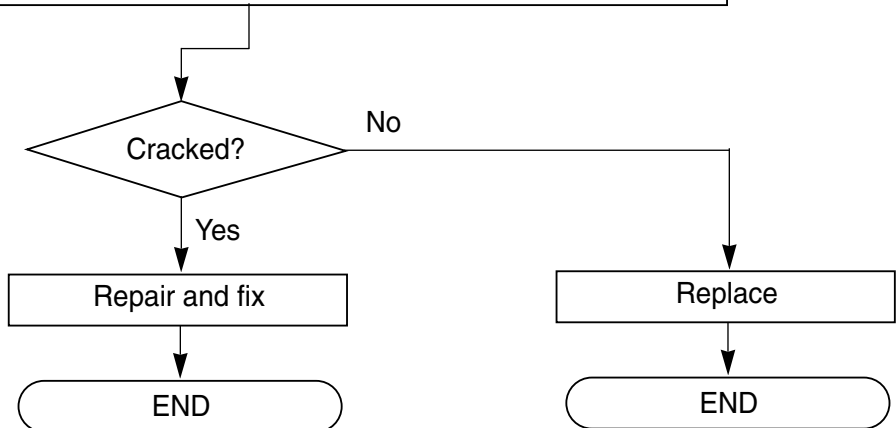 Cracked?
No
Yes
Repair and fix
Replace
END
END